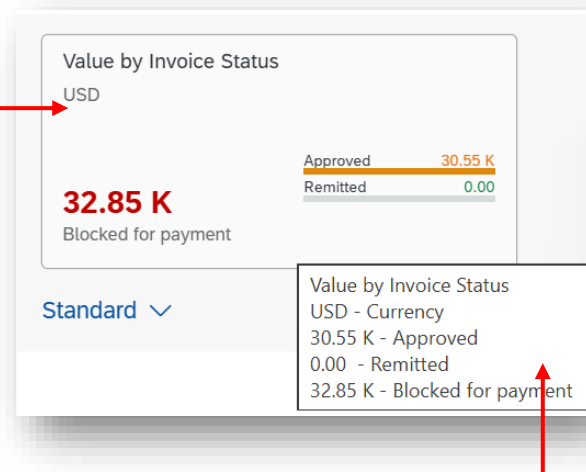 Value by Invoice Status
USD
Approved 30.55 K
Remitted 0.00
32.85 K
Blocked for payment
Standard
Value by Invoice Status
USD - Currency
30.55 K - Approved
0.00 - Remitted
32.85 K - Blocked for payment